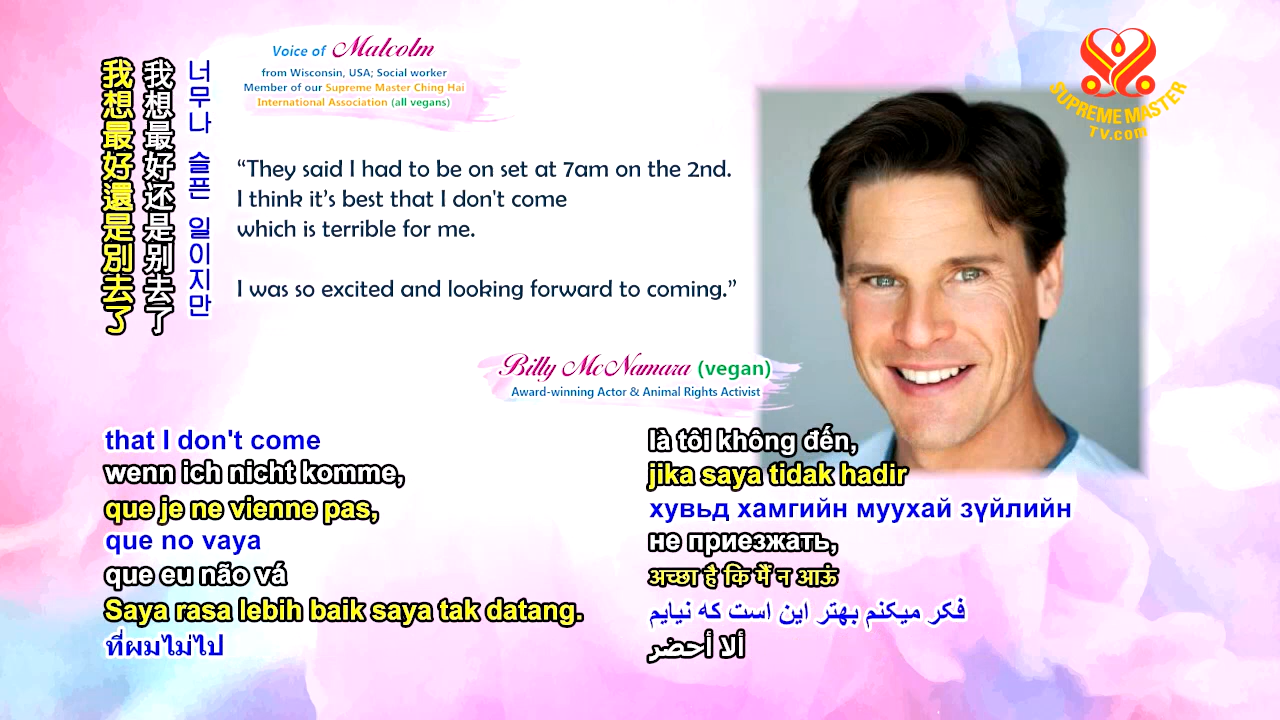 我想最好還是別去了
我想最好还是别去了
너무나 슬픈 일이지만
Voice of Malcolm
from Wisconsin, USA; Social worker
Member of our Supreme Master Ching Hai
International Association (all vegans)
SUPREME MASTER
TV.com
“They said I had to be on set at 7am on the 2nd.
I think it’s best that I don't come
which is terrible for me.
I was so excited and looking forward to coming.”
Billy McNamara (vegan)
Award-winning Actor & Animal Rights Activist
that I don't come
wenn ich nicht komme,
que je ne vienne pas,
que no vaya
que eu não vá
Saya rasa lebih baik saya tak datang.
ที่ผมไม่ไป
là tôi không đến,
jika saya tidak hadir
хувьд хамгийн муухай зүйлийн
не приезжать,
अच्छा है कि मैं न आऊं
فکر میکنم بهتر این است که نیایم
ألا أحضر